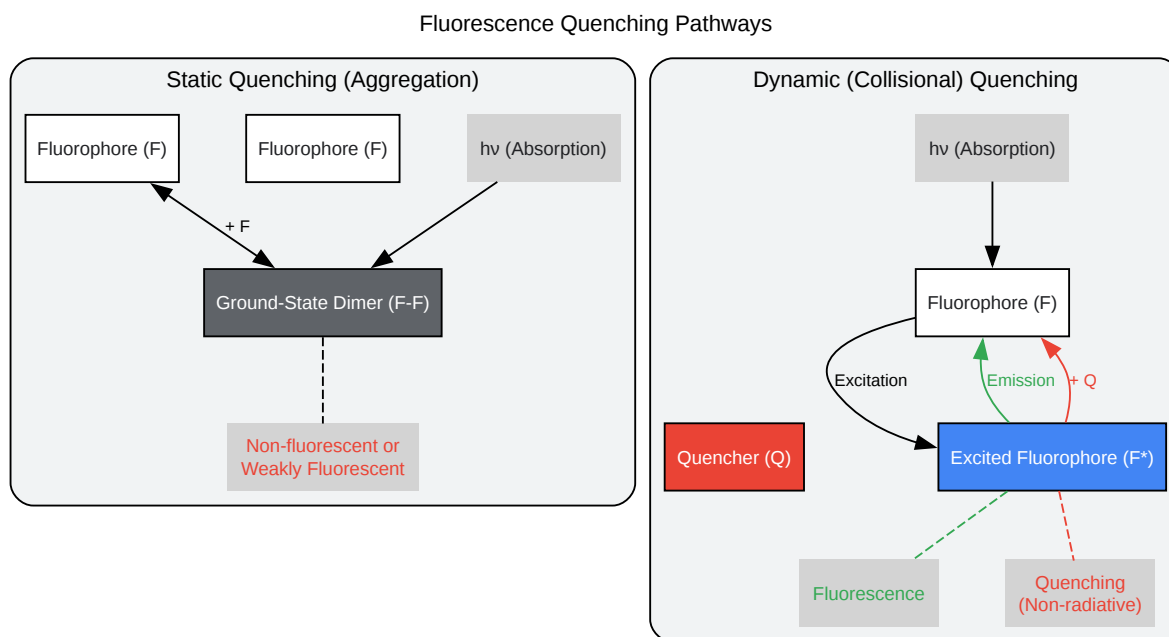 Fluorescence Quenching Pathways
Static Quenching (Aggregation)
Fluorophore (F)
Fluorophore (F)
hν (Absorption)
+ F
Ground-State Dimer (F-F)
Non-fluorescent or
Weakly Fluorescent
Dynamic (Collisional) Quenching
hν (Absorption)
Fluorophore (F)
Excitation
Emission
+ Q
Quencher (Q)
Excited Fluorophore (F*)
Fluorescence
Quenching
(Non-radiative)